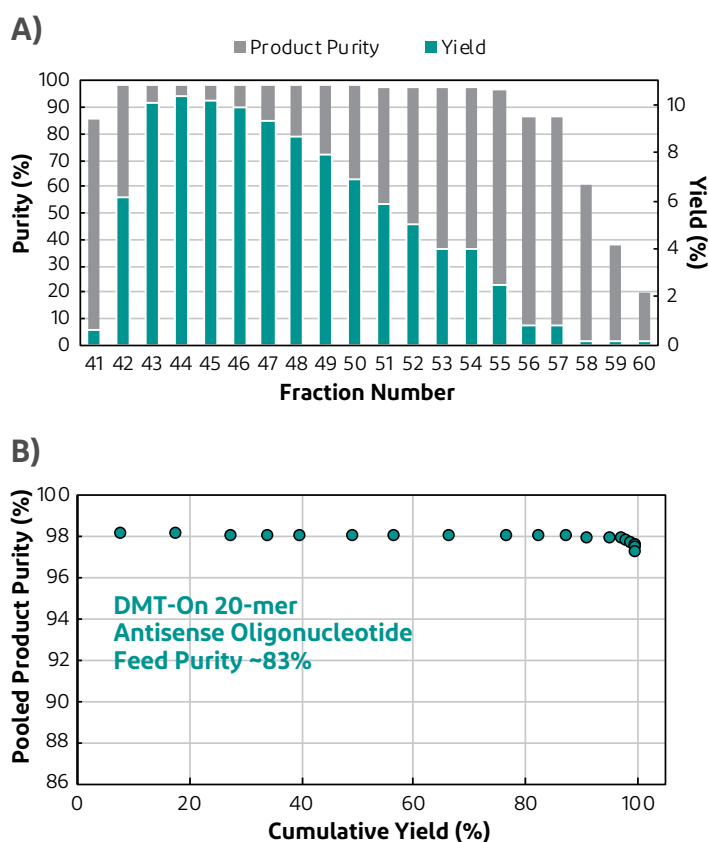 A)
Product Purity Yield
Purity (%)
100
90
80
70
60
50
40
30
20
10
0
10
8
6
4
2
0
Yield (%)
41 42 43 44 45 46 47 48 49 50 51 52 53 54 55 56 57 58 59 60
Fraction Number
B)
Pooled Product Purity (%)
100
98
96
94
92
98
86
DMT-On 20-mer
Antisense Oligonucleotide
Feed Purity ~83%
0 20 40 60 80 100
Cumulative Yield (%)